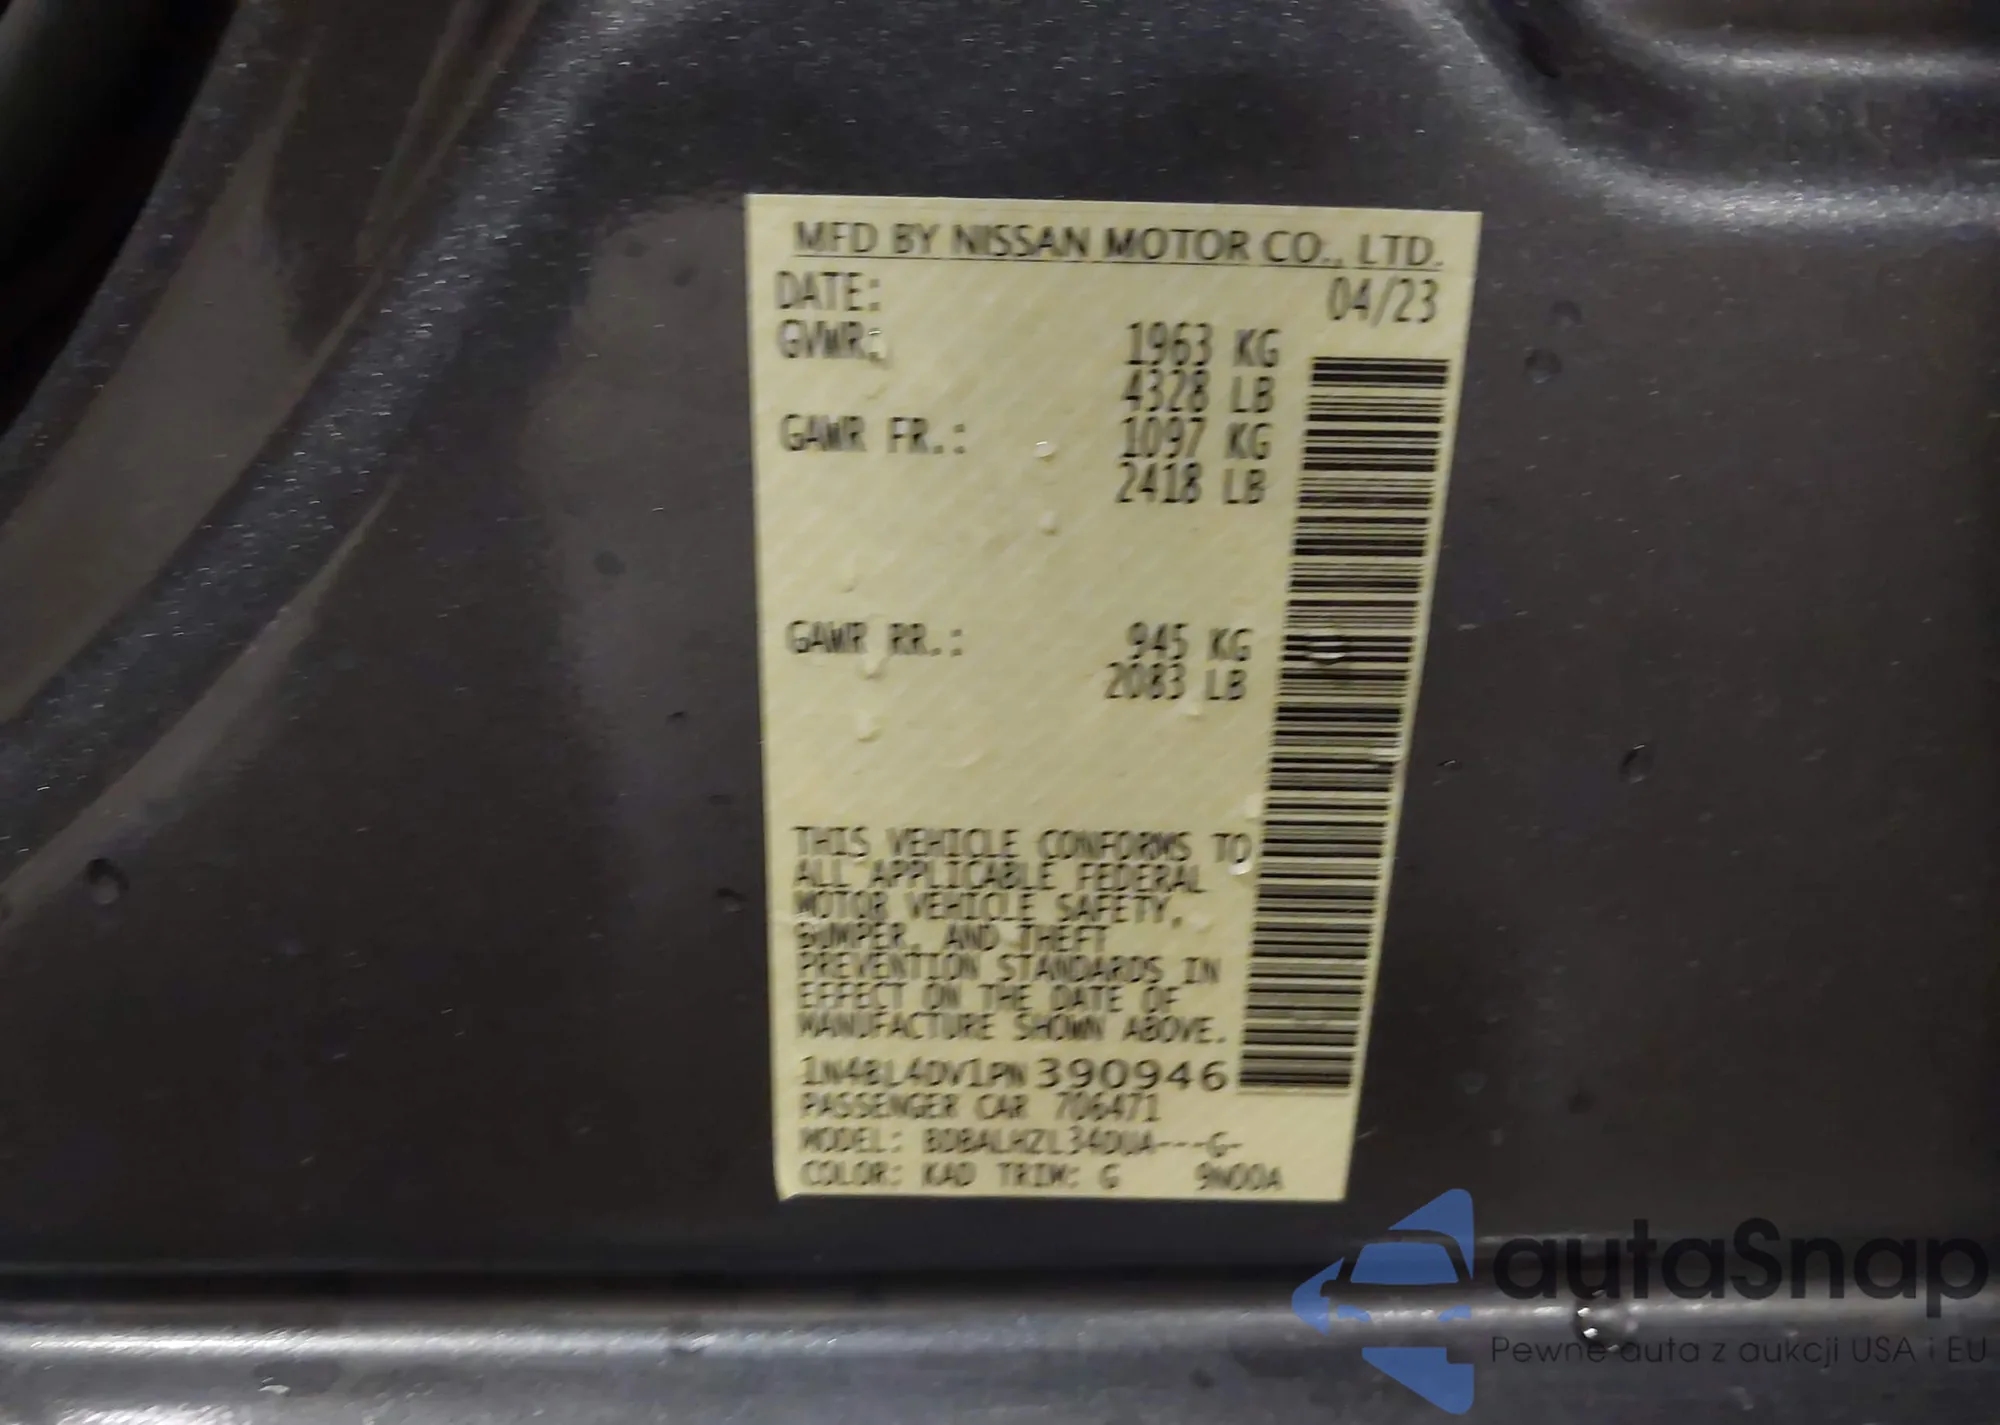 MFD BY NISSAN MOTOR CO., LTD.
DATE: 04/23
GVWR: 1963 KG
4328 LB
GAWR FR.: 1097 KG
2418 LB
GAWR RR.: 945 KG
2083 LB
THIS VEHICLE CONFORMS TO
ALL APPLICABLE FEDERAL
MOTOR VEHICLE SAFETY,
BUMPER, AND THEFT
PREVENTION STANDARDS IN
EFFECT ON THE DATE OF
MANUFACTURE SHOWN ABOVE.
1N4BL4DV1PN390946
PASSENGER CAR 706471
MODEL:
COLOR: KAD TRIM: G 9N00A
autaSnap
Pewne auta z aukcji USA i EU